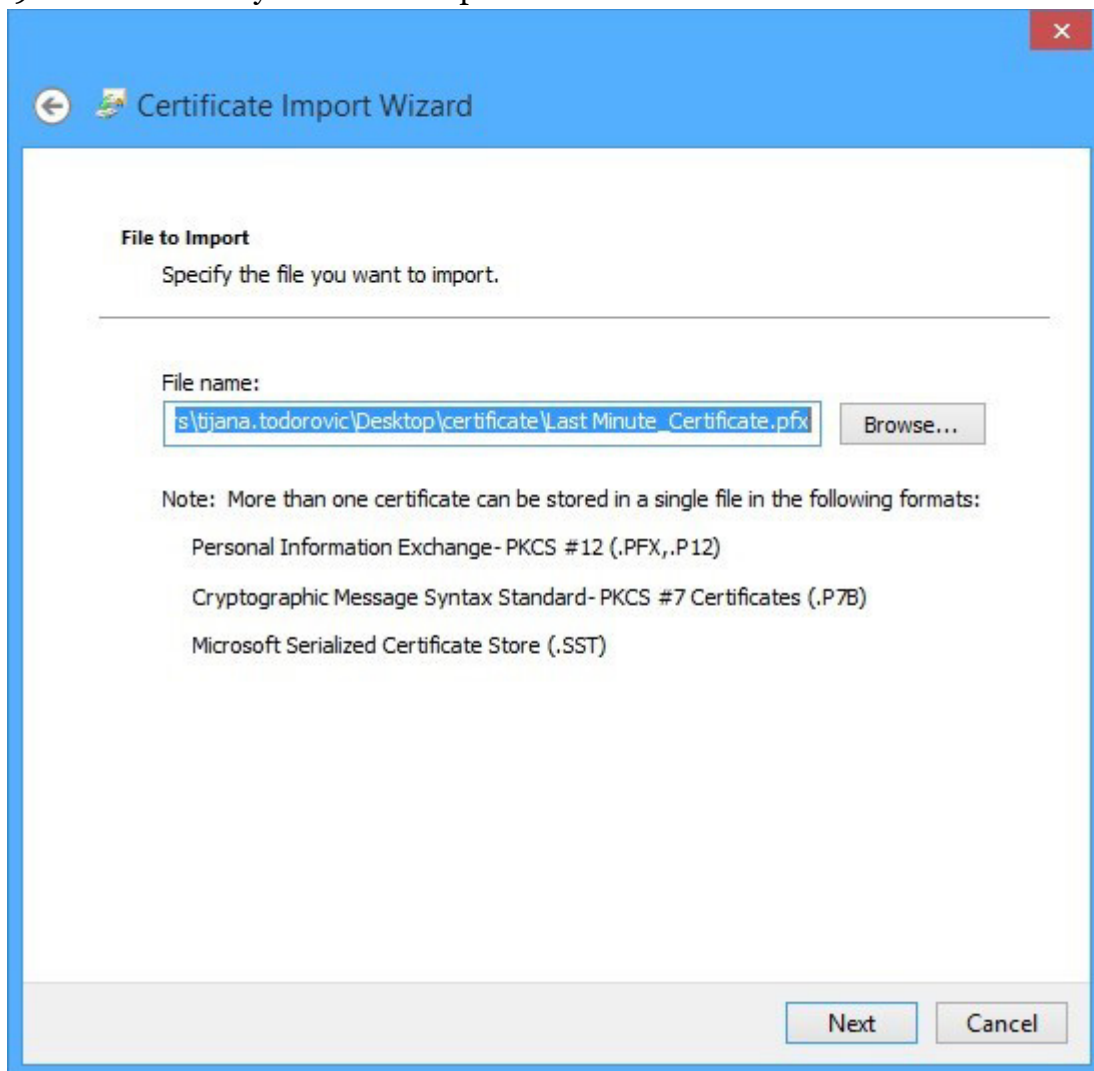 Certificate Import Wizard
File to Import
Specify the file you want to import.
File name:
s\tijana.todorovic\Desktop\certificate\Last Minute_Certificate.pfx
Browse...
Note: More than one certificate can be stored in a single file in the following formats:
Personal Information Exchange- PKCS #12 (.PFX,.P12)
Cryptographic Message Syntax Standard- PKCS #7 Certificates (.P7B)
Microsoft Serialized Certificate Store (.SST)
Next
Cancel